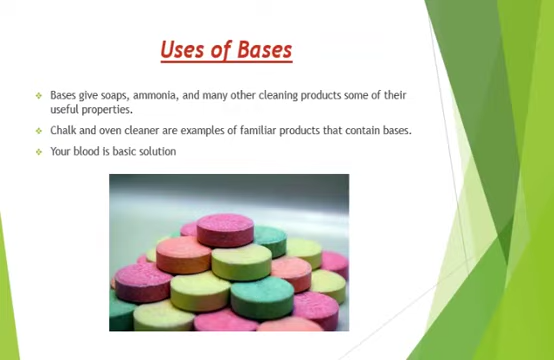 Uses of Bases
Bases give soaps, ammonia, and many other cleaning products some of their
useful properties.
Chalk and oven cleaner are examples of familiar products that contain bases.
Your blood is basic solution